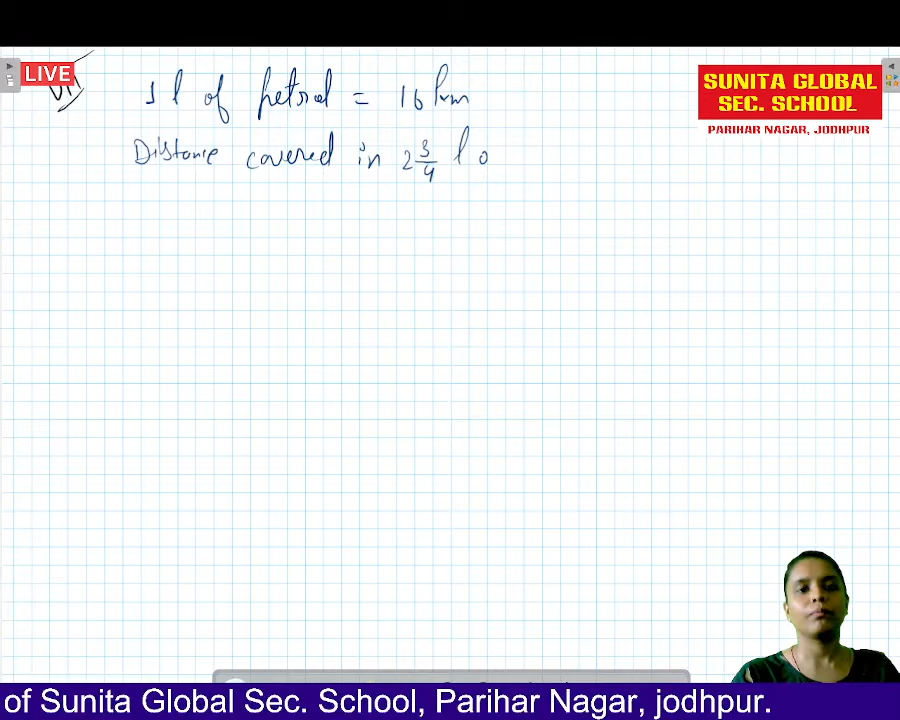 LIVE
1 l of petrol = 16 km
Distance covered in 2 3/4 l o
SUNITA GLOBAL
SEC. SCHOOL
PARIHAR NAGAR, JODHPUR
of Sunita Global Sec. School, Parihar Nagar, jodhpur.